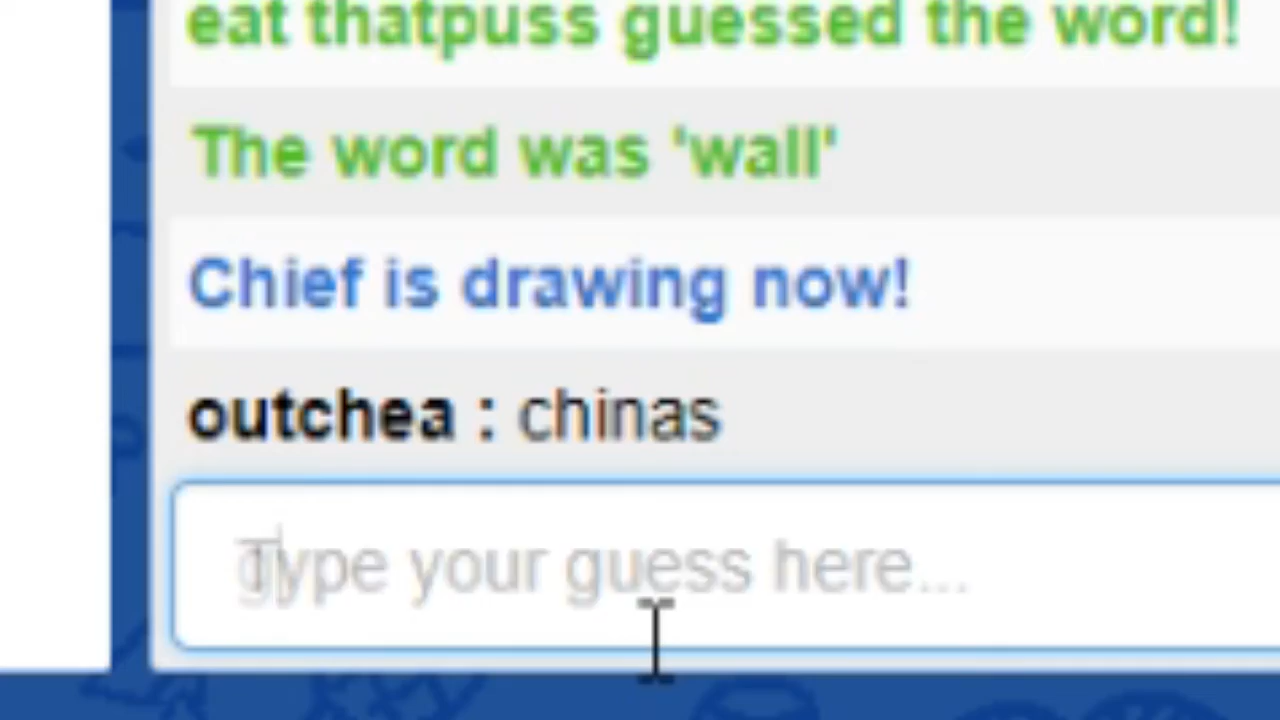 eat thatpuss guessed the word!
The word was 'wall'
Chief is drawing now!
outchea : chinas
Type your guess here...